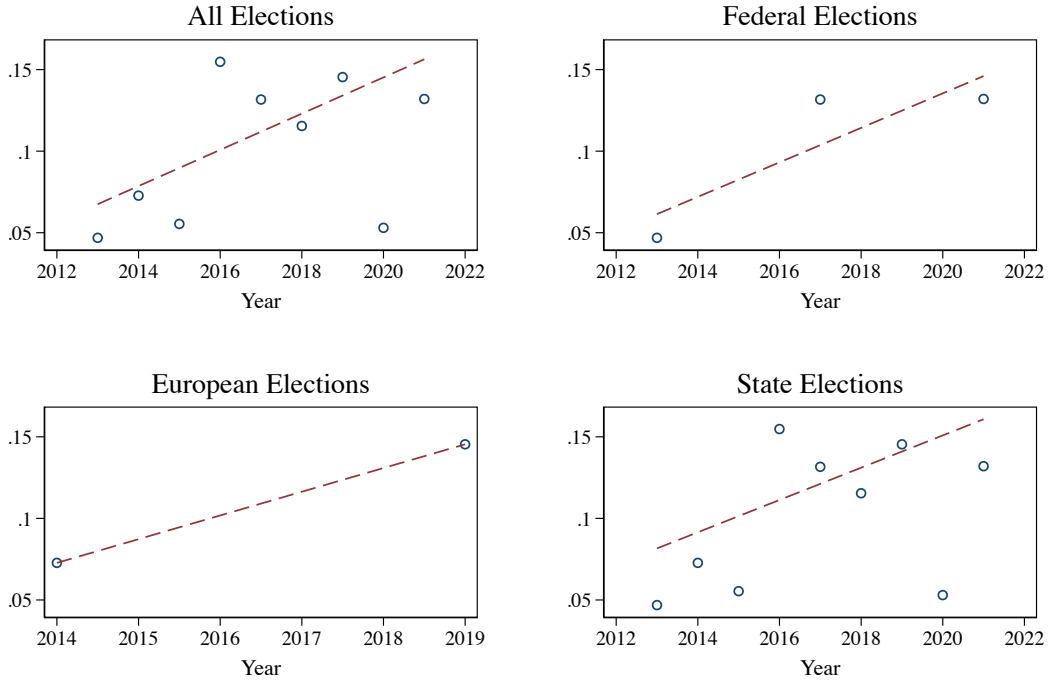 All Elections
.15
.1
.05
2012 2014 2016 2018 2020 2022
Year
Federal Elections
.15
.1
.05
2012 2014 2016 2018 2020 2022
Year
European Elections
.15
.1
.05
2014 2015 2016 2017 2018 2019
Year
State Elections
.15
.1
.05
2012 2014 2016 2018 2020 2022
Year